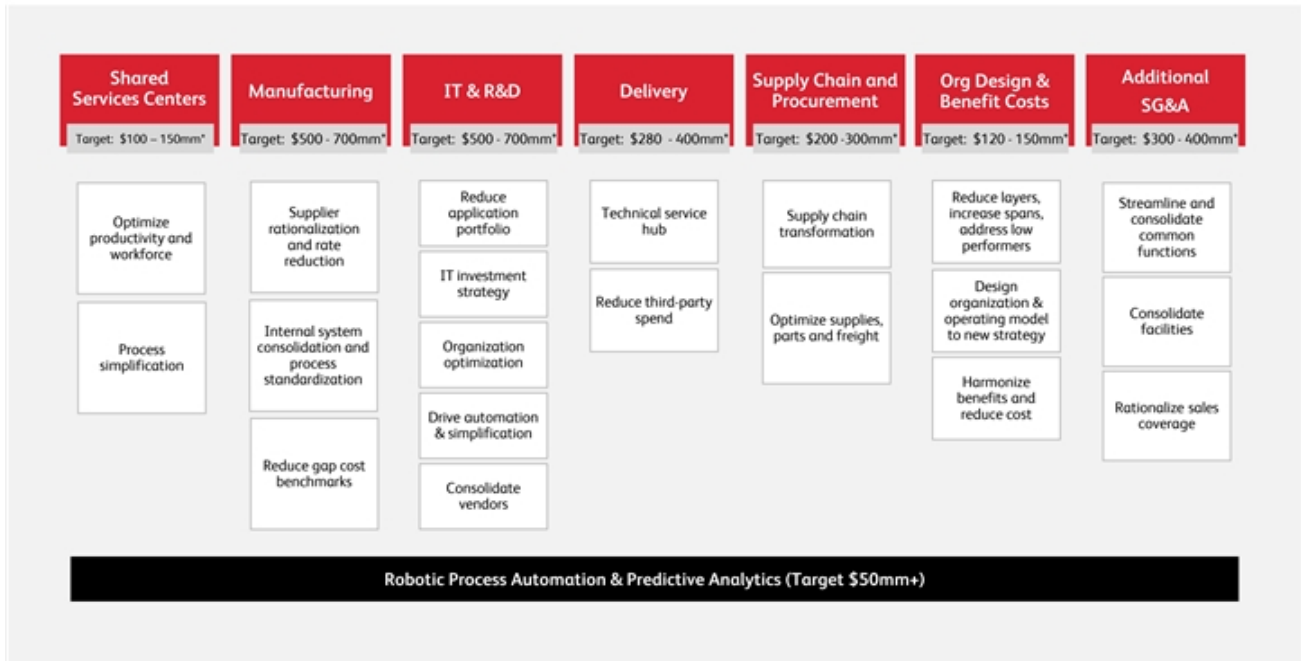 Shared
Services Centers
Target: $100 – 150mm*
Optimize
productivity and
workforce
Process
simplification
Manufacturing
Target: $500 - 700mm*
Supplier
rationalization
and rate
reduction
Internal system
consolidation and
process
standardization
Reduce gap cost
benchmarks
IT & R&D
Target: $500 - 700mm*
Reduce
application
portfolio
IT investment
strategy
Organization
optimization
Drive automation
& simplification
Consolidate
vendors
Delivery
Target: $280 - 400mm*
Technical service
hub
Reduce third-party
spend
Supply Chain and
Procurement
Target: $200 -300mm*
Supply chain
transformation
Optimize supplies,
parts and freight
Org Design &
Benefit Costs
Target: $120 - 150mm*
Reduce layers,
increase spans,
address low
performers
Design
organization &
operating model
to new strategy
Harmonize
benefits and
reduce cost
Additional
SG&A
Target: $300 - 400mm*
Streamline and
consolidate
common
functions
Consolidate
facilities
Rationalize sales
coverage
Robotic Process Automation & Predictive Analytics (Target $50mm+)